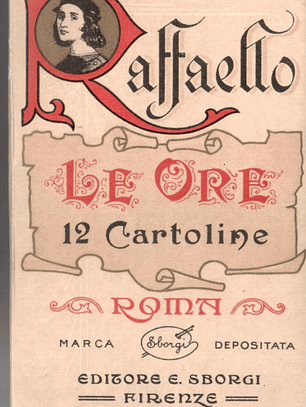 Raffaello
LE ORE
12 Cartoline
ROMA
MARCA Sborgi DEPOSITATA
EDITORE E. SBORGI
FIRENZE